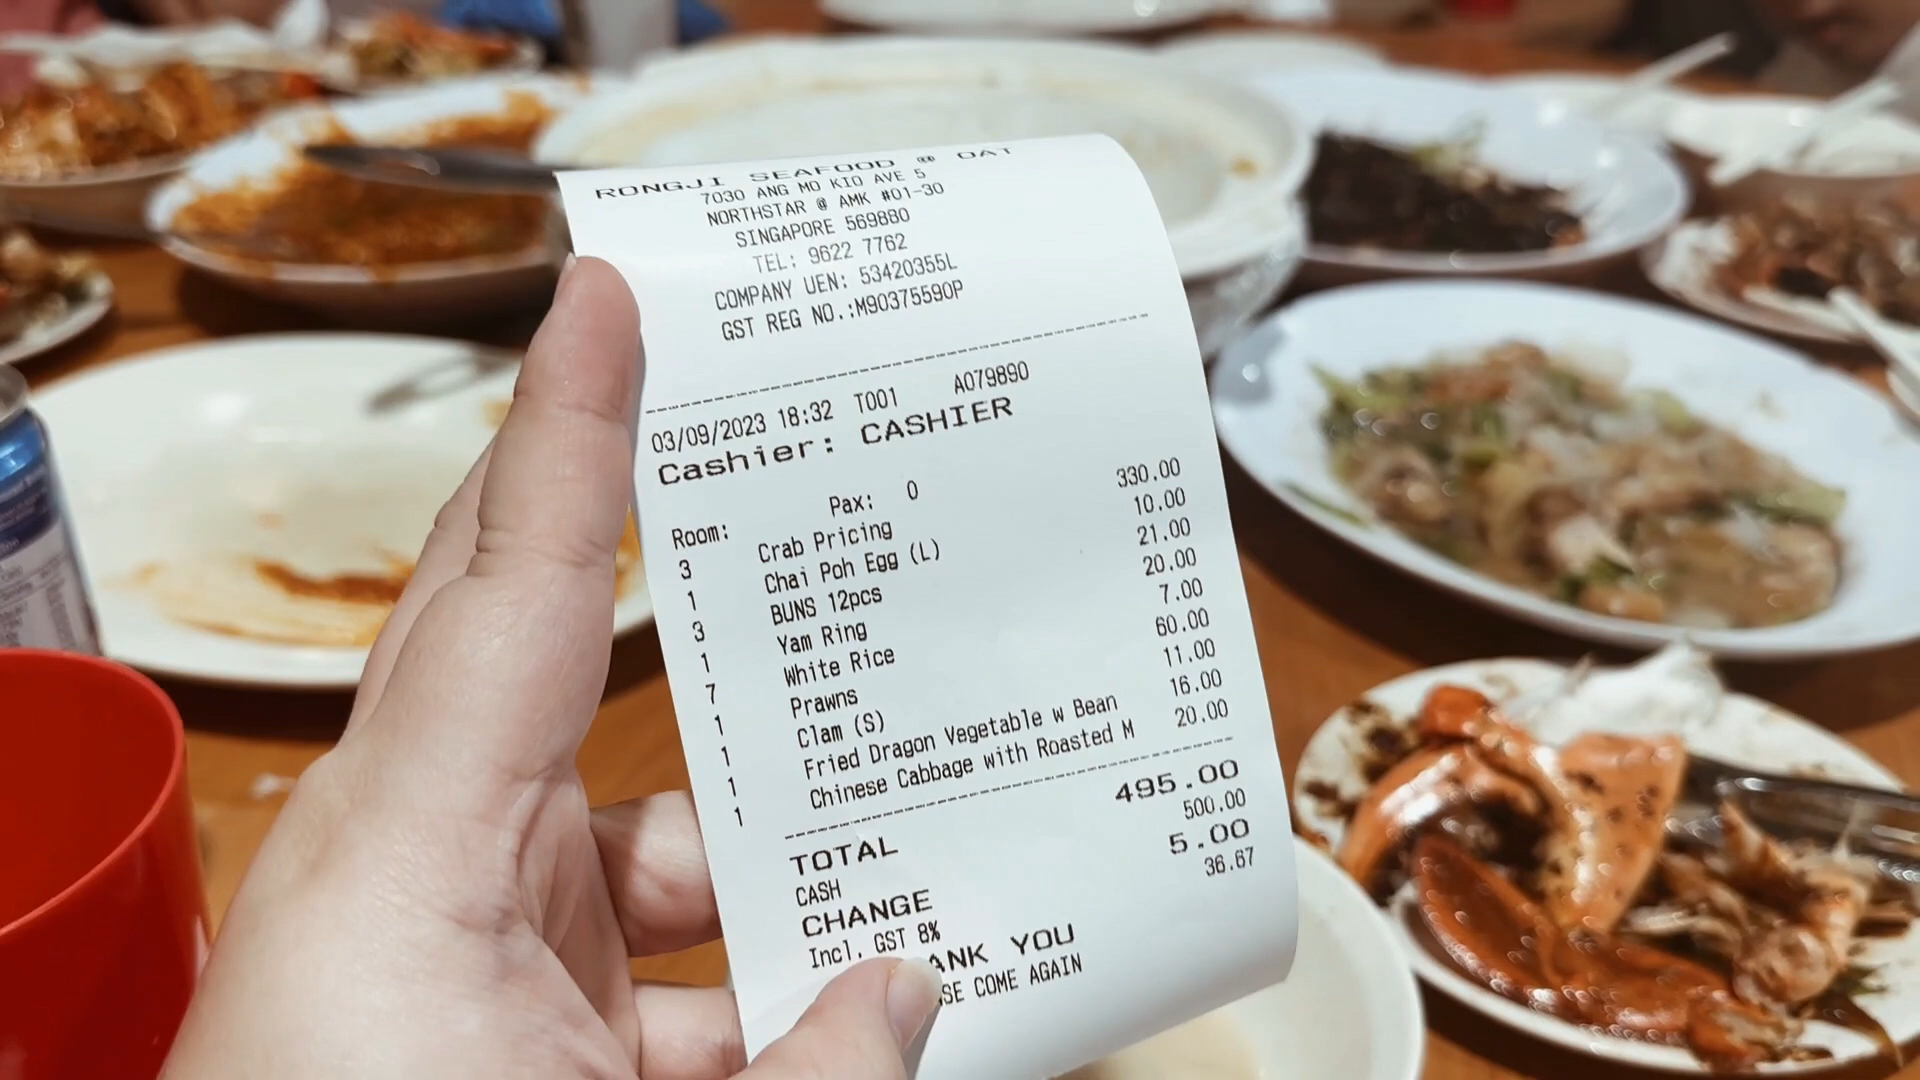 RONGJI SEAFOOD @ OAT
7030 ANG MO KIO AVE 5
NORTHSTAR @ AMK #01-30
SINGAPORE 569880
TEL: 9622 7762
COMPANY UEN: 53420355L
GST REG NO.:M90375590P
03/09/2023 18:32 T001 A079890
Cashier: CASHIER
Room: Pax: 0
3 Crab Pricing 330.00
1 Chai Poh Egg (L) 10.00
3 BUNS 12pcs 21.00
1 Yam Ring 20.00
7 White Rice 7.00
1 Prawns 60.00
1 Clam (S) 11.00
1 Fried Dragon Vegetable w Bean 16.00
1 Chinese Cabbage with Roasted M 20.00
TOTAL 495.00
CASH 500.00
CHANGE 5.00
Incl. GST 8% 36.67
ANK YOU
SE COME AGAIN